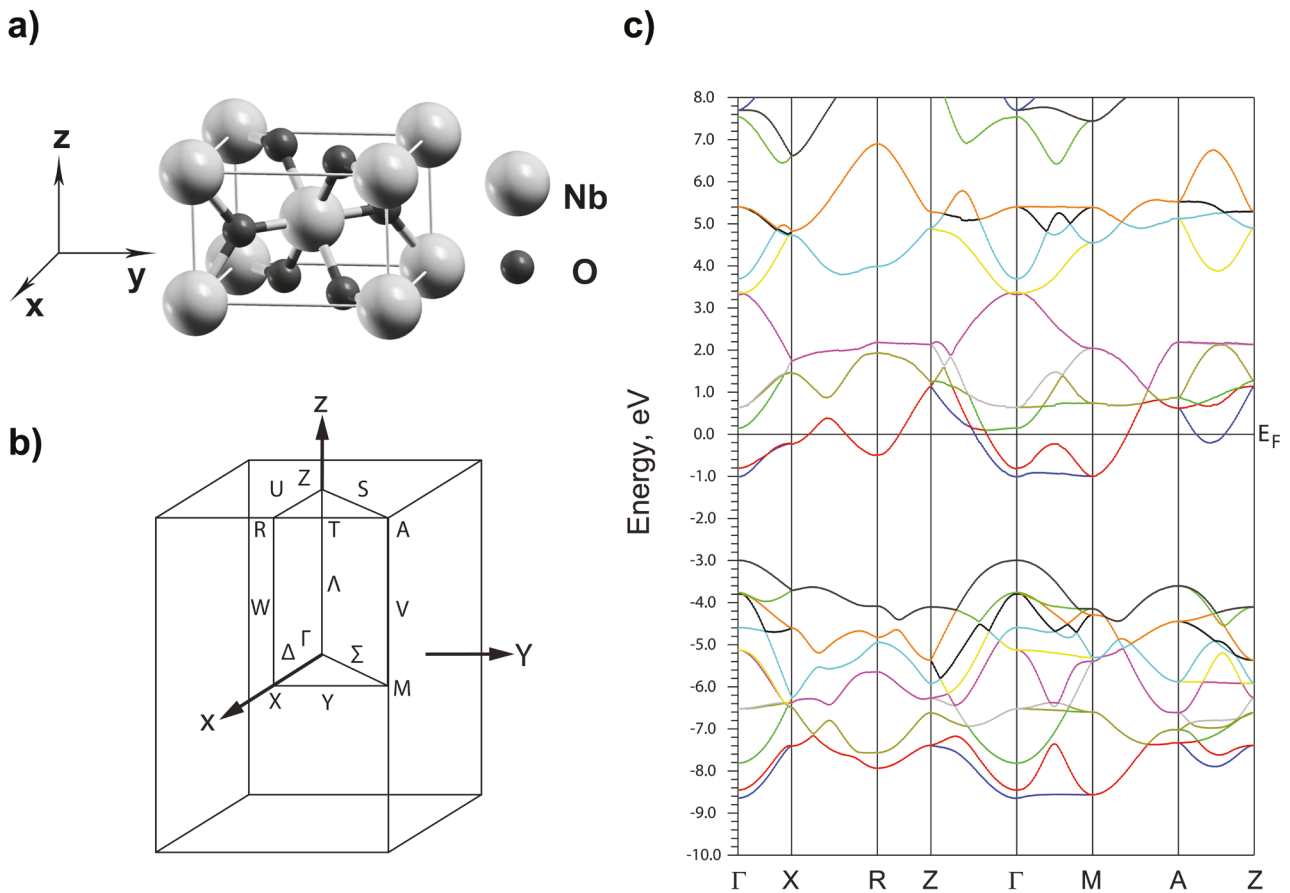 a)
z
y
x
Nb
O
b)
z
U
Z
S
R
T
A
Λ
W
V
Γ
Δ
Σ
X
Y
M
x
Y
c)
Energy, eV
8.0
7.0
6.0
5.0
4.0
3.0
2.0
1.0
0.0
-1.0
-2.0
-3.0
-4.0
-5.0
-6.0
-7.0
-8.0
-9.0
-10.0
EF
Γ X R Z Γ M A Z